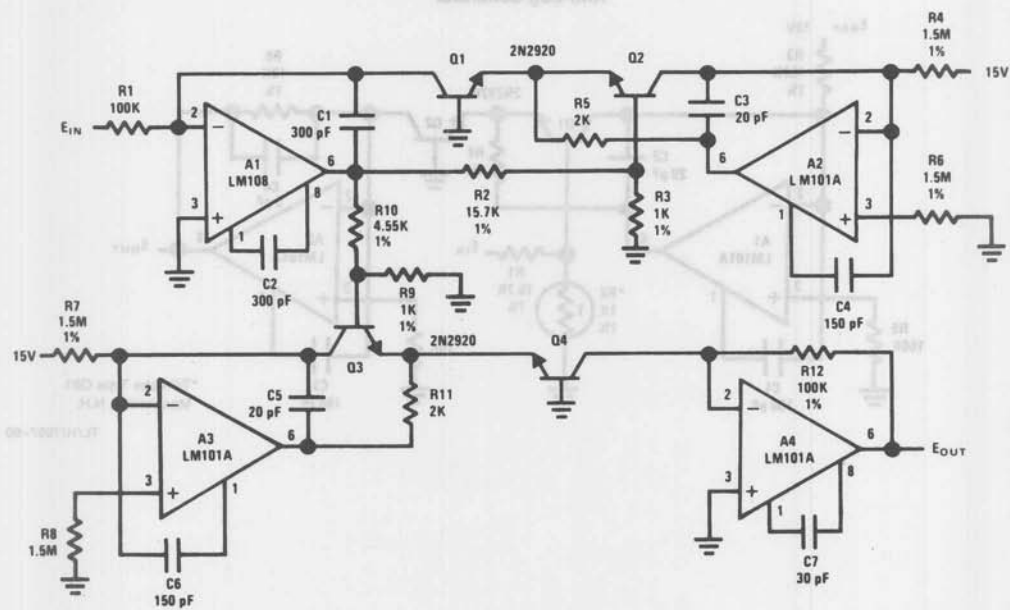 R4
1.5M
1%
15V
Q1
2N2920
Q2
R1
100K
EIN
2
3
A1
LM108
6
8
1
C1
300 pF
C2
300 pF
R5
2K
C3
20 pF
R2
15.7K
1%
R3
1K
1%
6
A2
LM101A
2
3
1
R6
1.5M
1%
C4
150 pF
R10
4.55K
1%
R9
1K
1%
R7
1.5M
1%
15V
Q3
2N2920
Q4
C5
20 pF
R11
2K
2
3
A3
LM101A
6
1
R8
1.5M
C6
150 pF
R12
100K
1%
2
3
A4
LM101A
6
8
1
EOUT
C7
30 pF